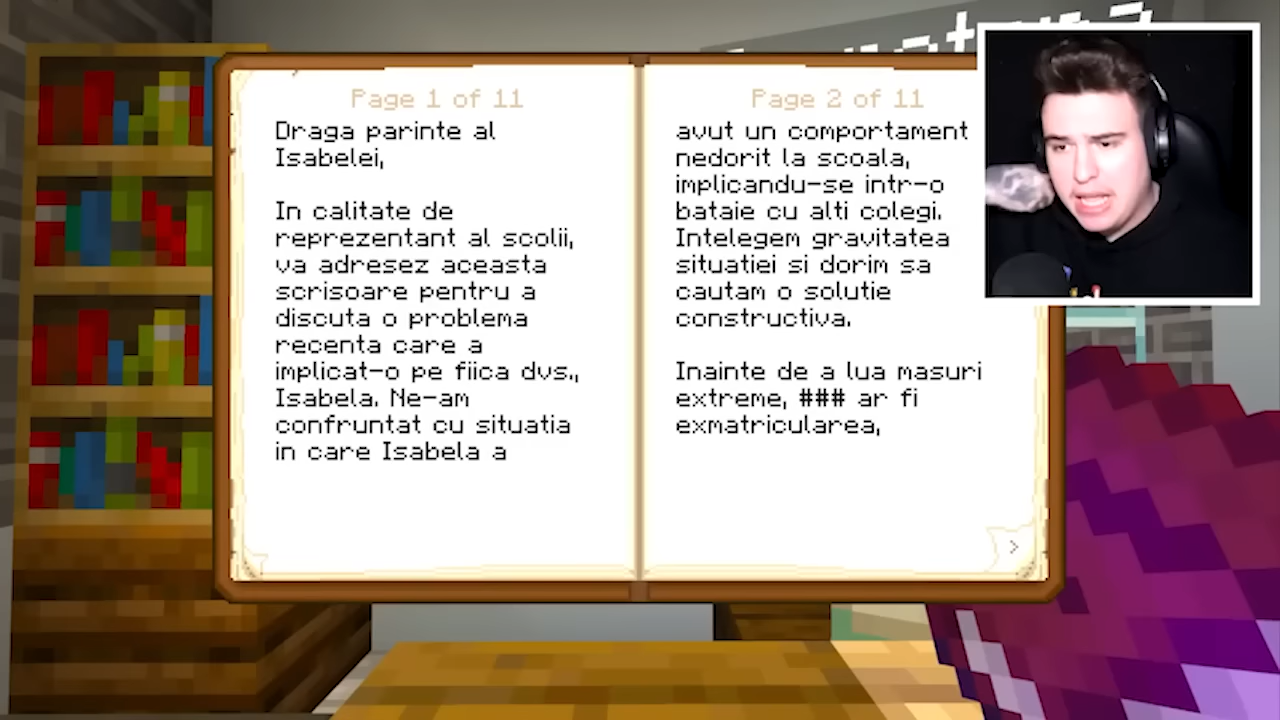 Page 1 of 11
Draga parinte al
Isabelei,
In calitate de
reprezentant al scolii,
va adresez aceasta
scrisoare pentru a
discuta o problema
recenta care a
implicat-o pe fiica dvs.,
Isabela. Ne-am
confruntat cu situatia
in care Isabela a
Page 2 of 11
avut un comportament
nedorit la scoala,
implicandu-se intr-o
bataie cu alti colegi.
Intelegem gravitatea
situatiei si dorim sa
cautam o solutie
constructiva.
Inainte de a lua masuri
extreme, ### ar fi
exmatricularea,